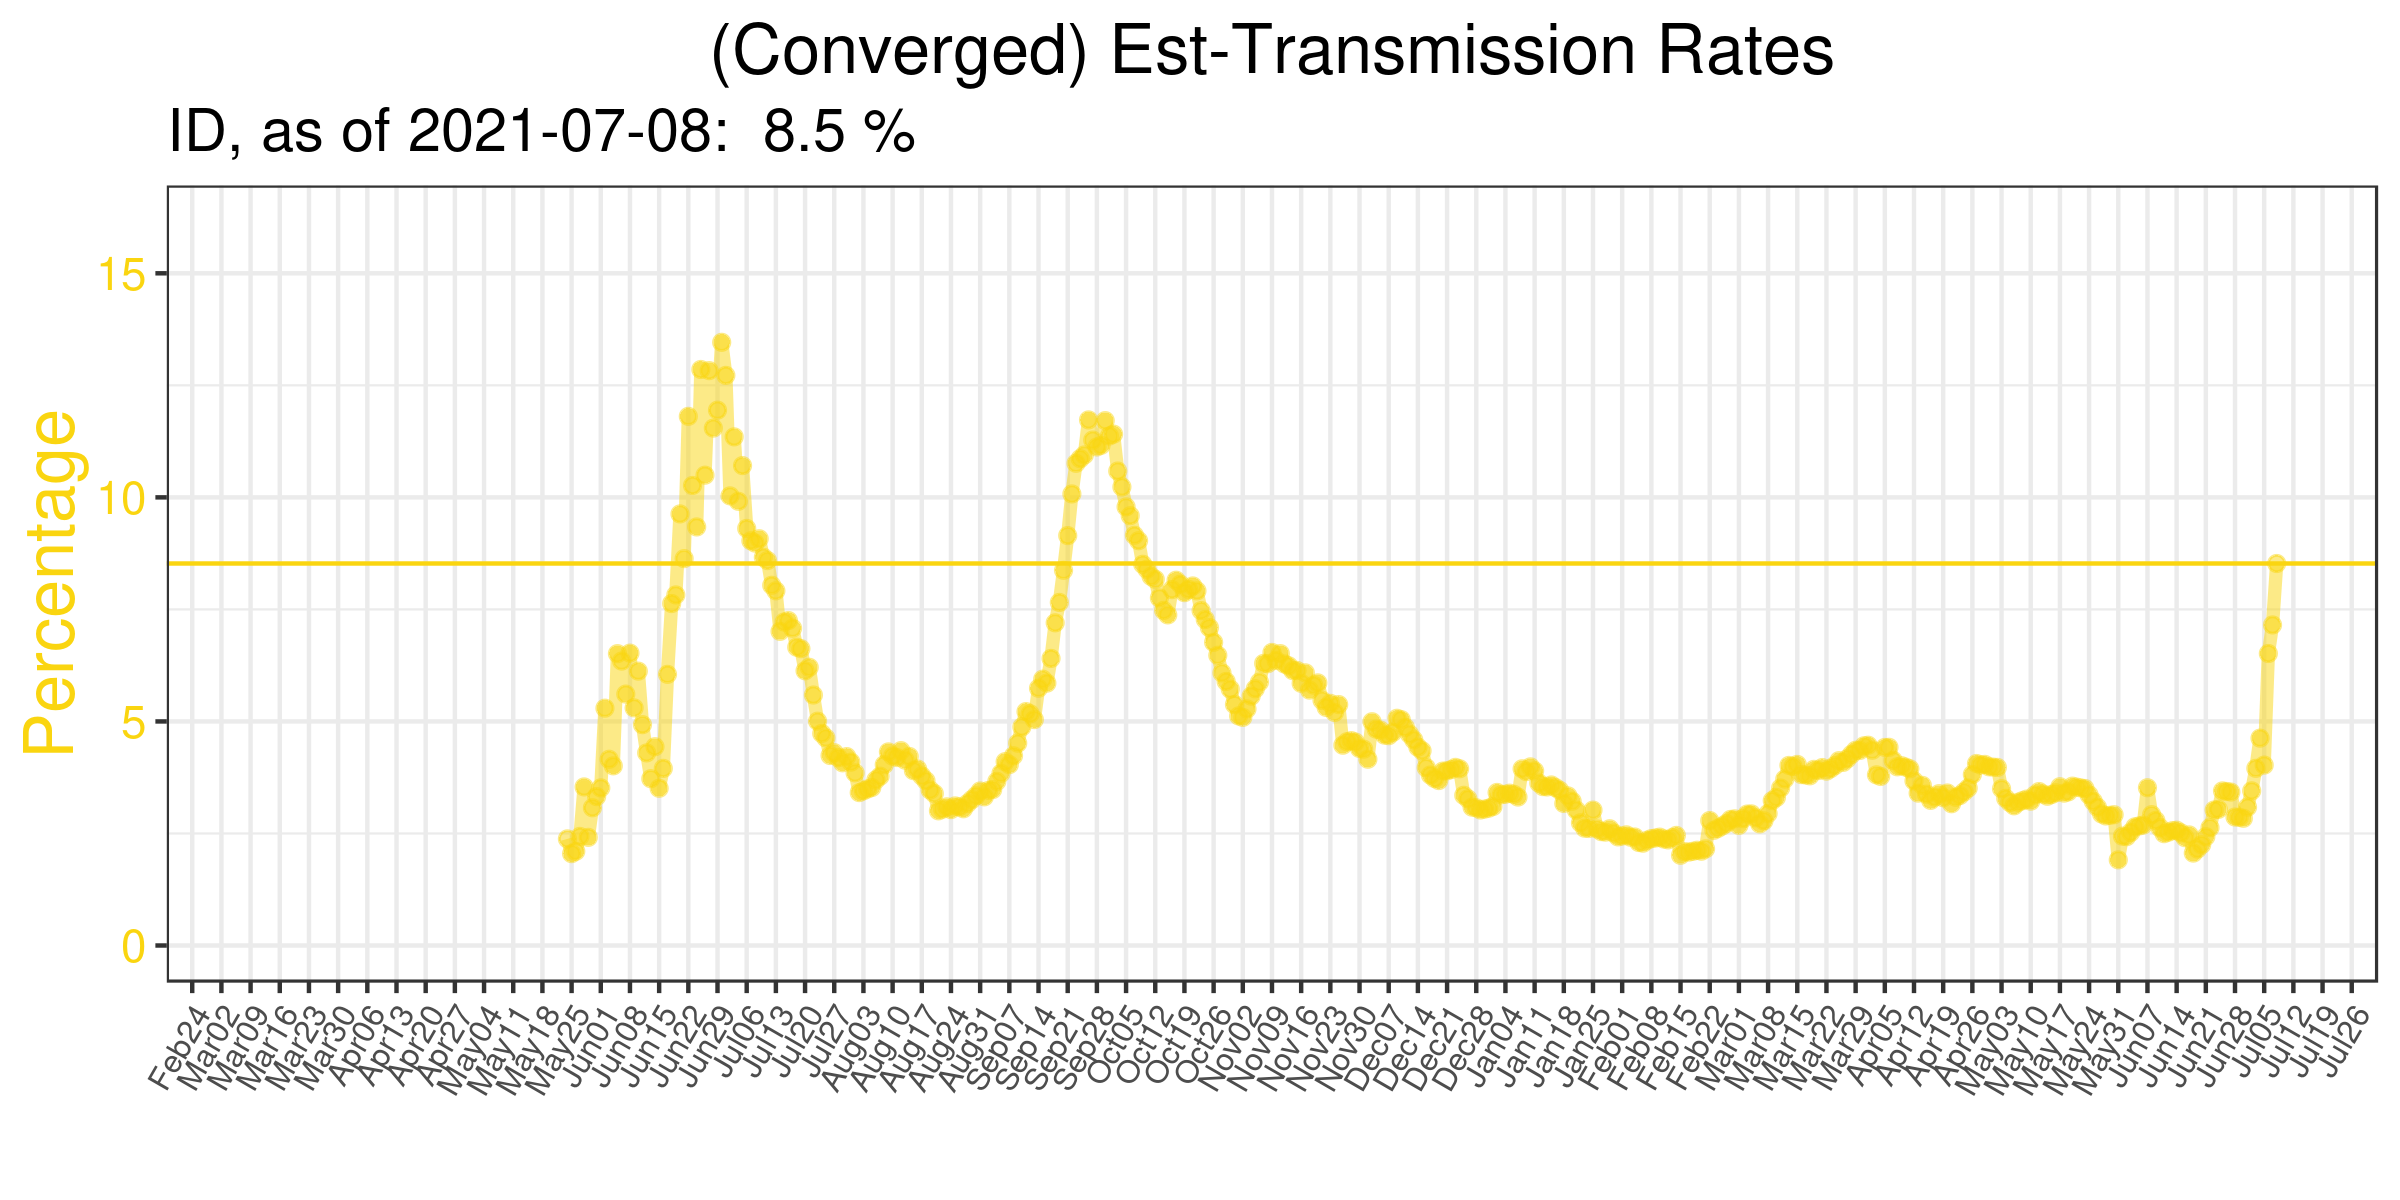 (Converged) Est-Transmission Rates
ID, as of 2021-07-08:  8.5 %
Percentage
15
10
5
0
Feb24
Mar02
Mar09
Mar16
Mar23
Mar30
Apr06
Apr13
Apr20
Apr27
May04
May11
May18
May25
Jun01
Jun08
Jun15
Jun22
Jun29
Jul06
Jul13
Jul20
Jul27
Aug03
Aug10
Aug17
Aug24
Aug31
Sep07
Sep14
Sep21
Sep28
Oct05
Oct12
Oct19
Oct26
Nov02
Nov09
Nov16
Nov23
Nov30
Dec07
Dec14
Dec21
Dec28
Jan04
Jan11
Jan18
Jan25
Feb01
Feb08
Feb15
Feb22
Mar01
Mar08
Mar15
Mar22
Mar29
Apr05
Apr12
Apr19
Apr26
May03
May10
May17
May24
May31
Jun07
Jun14
Jun21
Jun28
Jul05
Jul12
Jul19
Jul26